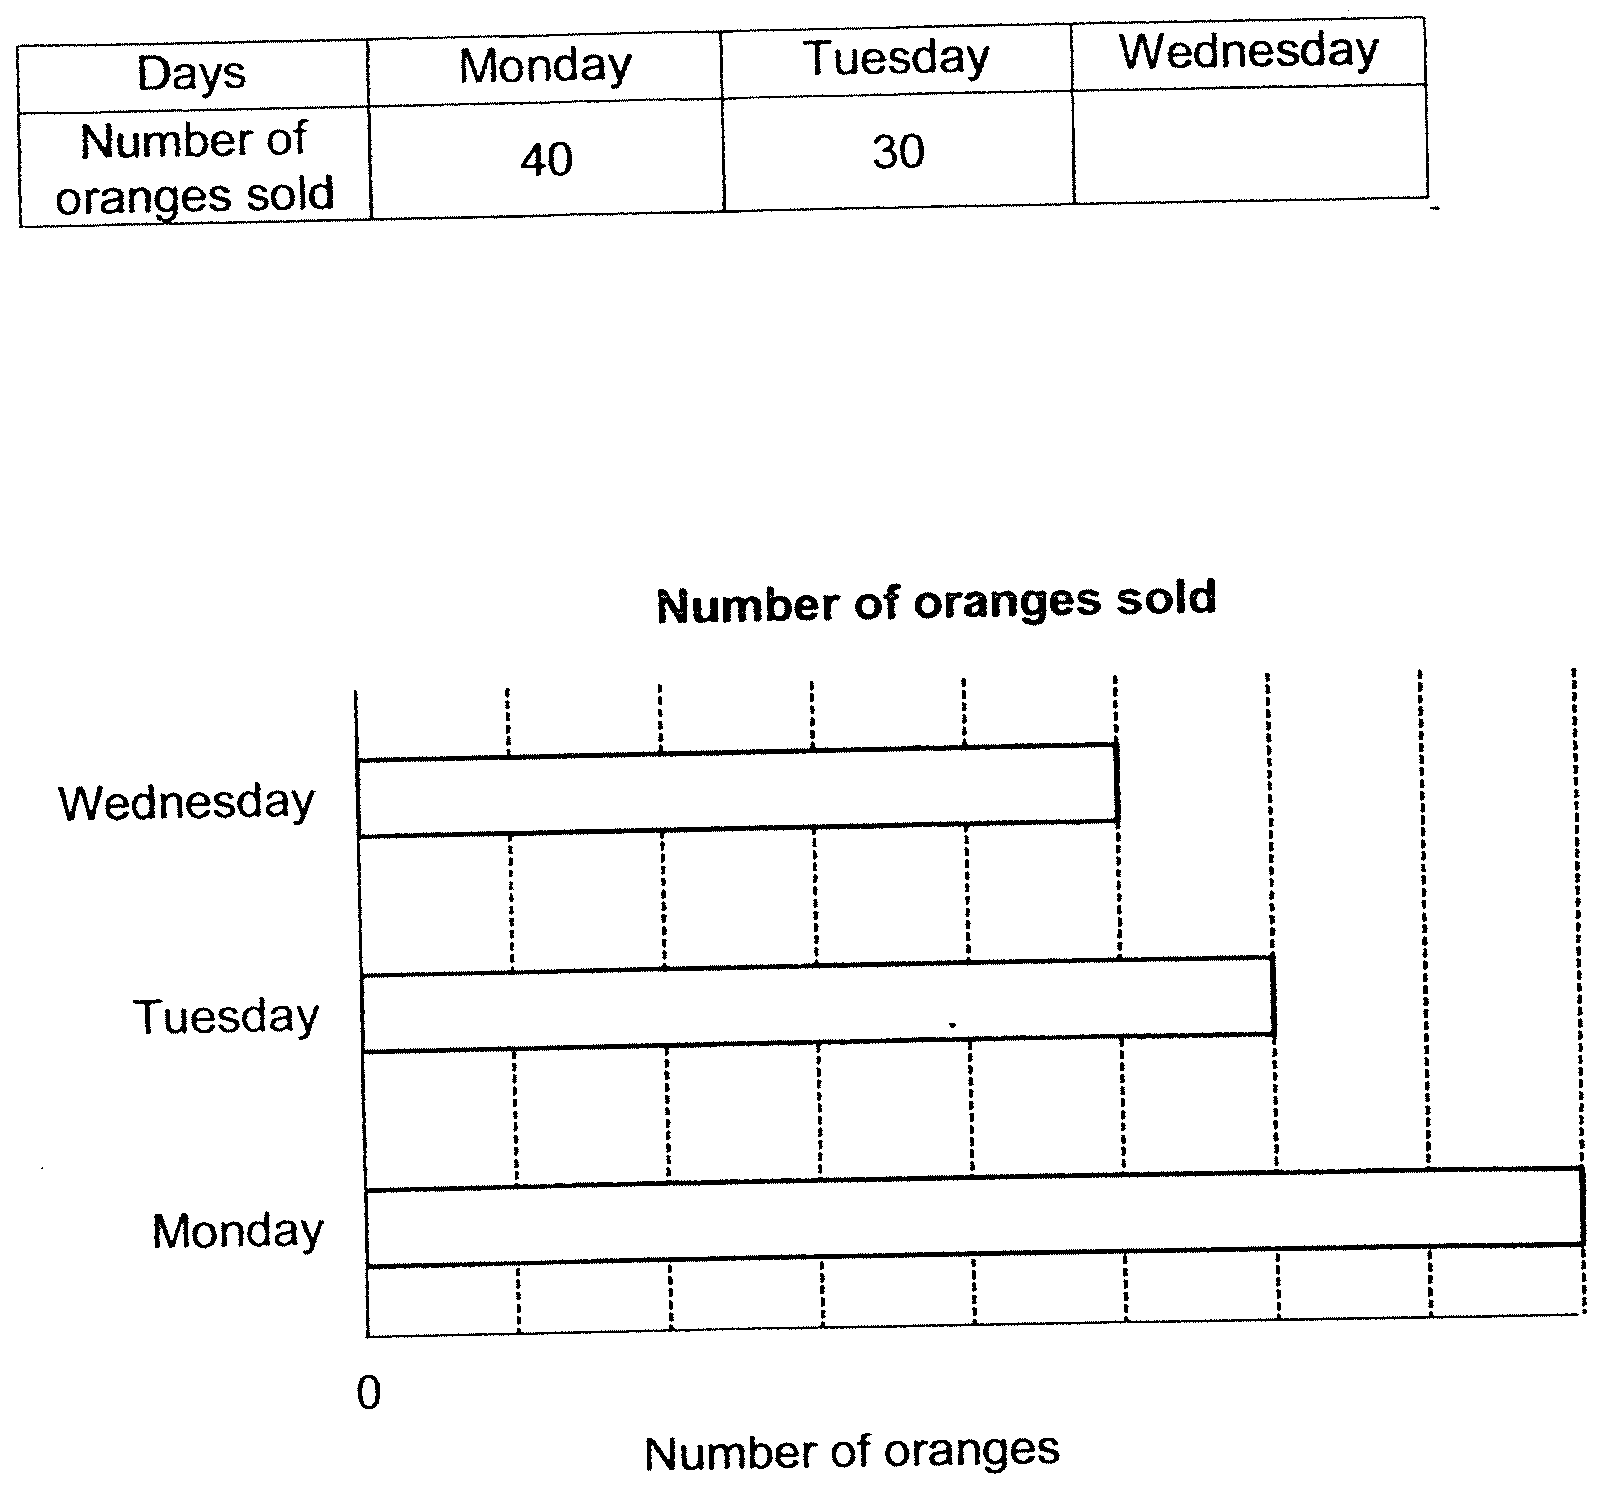 Days Monday Tuesday Wednesday
Number of
oranges sold 40 30
Number of oranges sold
Wednesday
Tuesday
Monday
0
Number of oranges